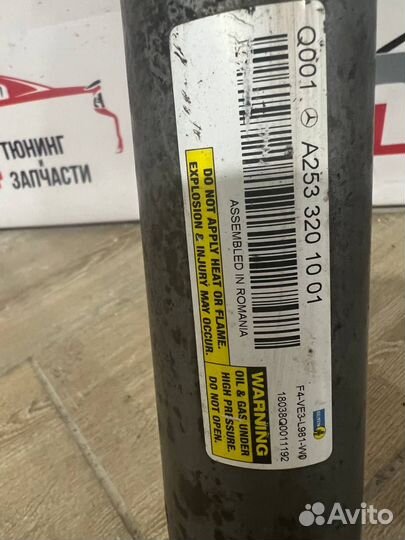 Q001 A253 320 10 01
ASSEMBLED IN ROMANIA
F4-VE3-L981-W0
18038Q0011192
DO NOT APPLY HEAT OR FLAME.
EXPLOSION & INJURY MAY OCCUR.
WARNING
OIL & GAS UNDER
HIGH PRESSURE.
DO NOT OPEN.
ТЮНИНГ
ЗАПЧАСТИ
Avito